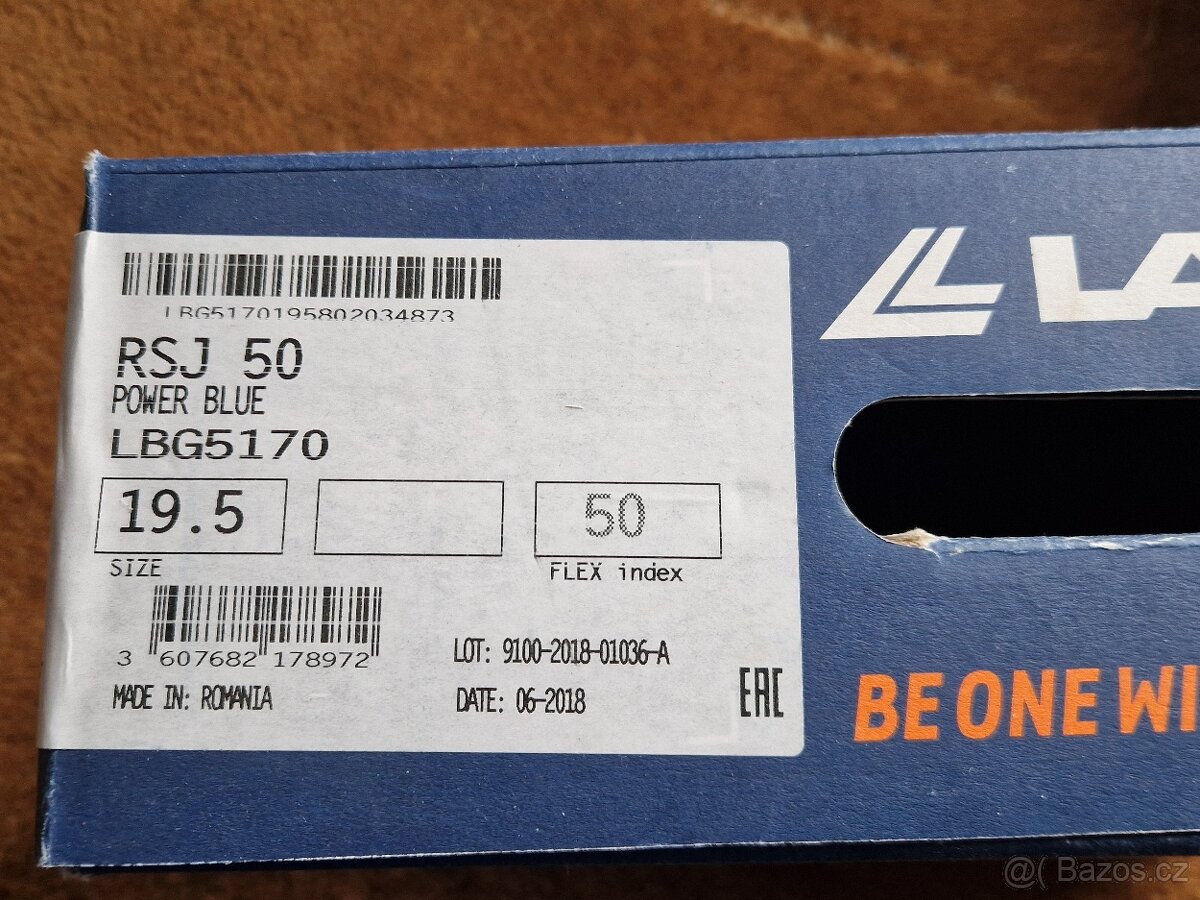 LBG5170195802034873
RSJ 50
POWER BLUE
LBG5170
19.5
50
SIZE
FLEX index
3 607682 178972
LOT: 9100-2018-01036-A
MADE IN: ROMANIA
DATE: 06-2018
EAC
LA
BE ONE WI
@( Bazos.cz